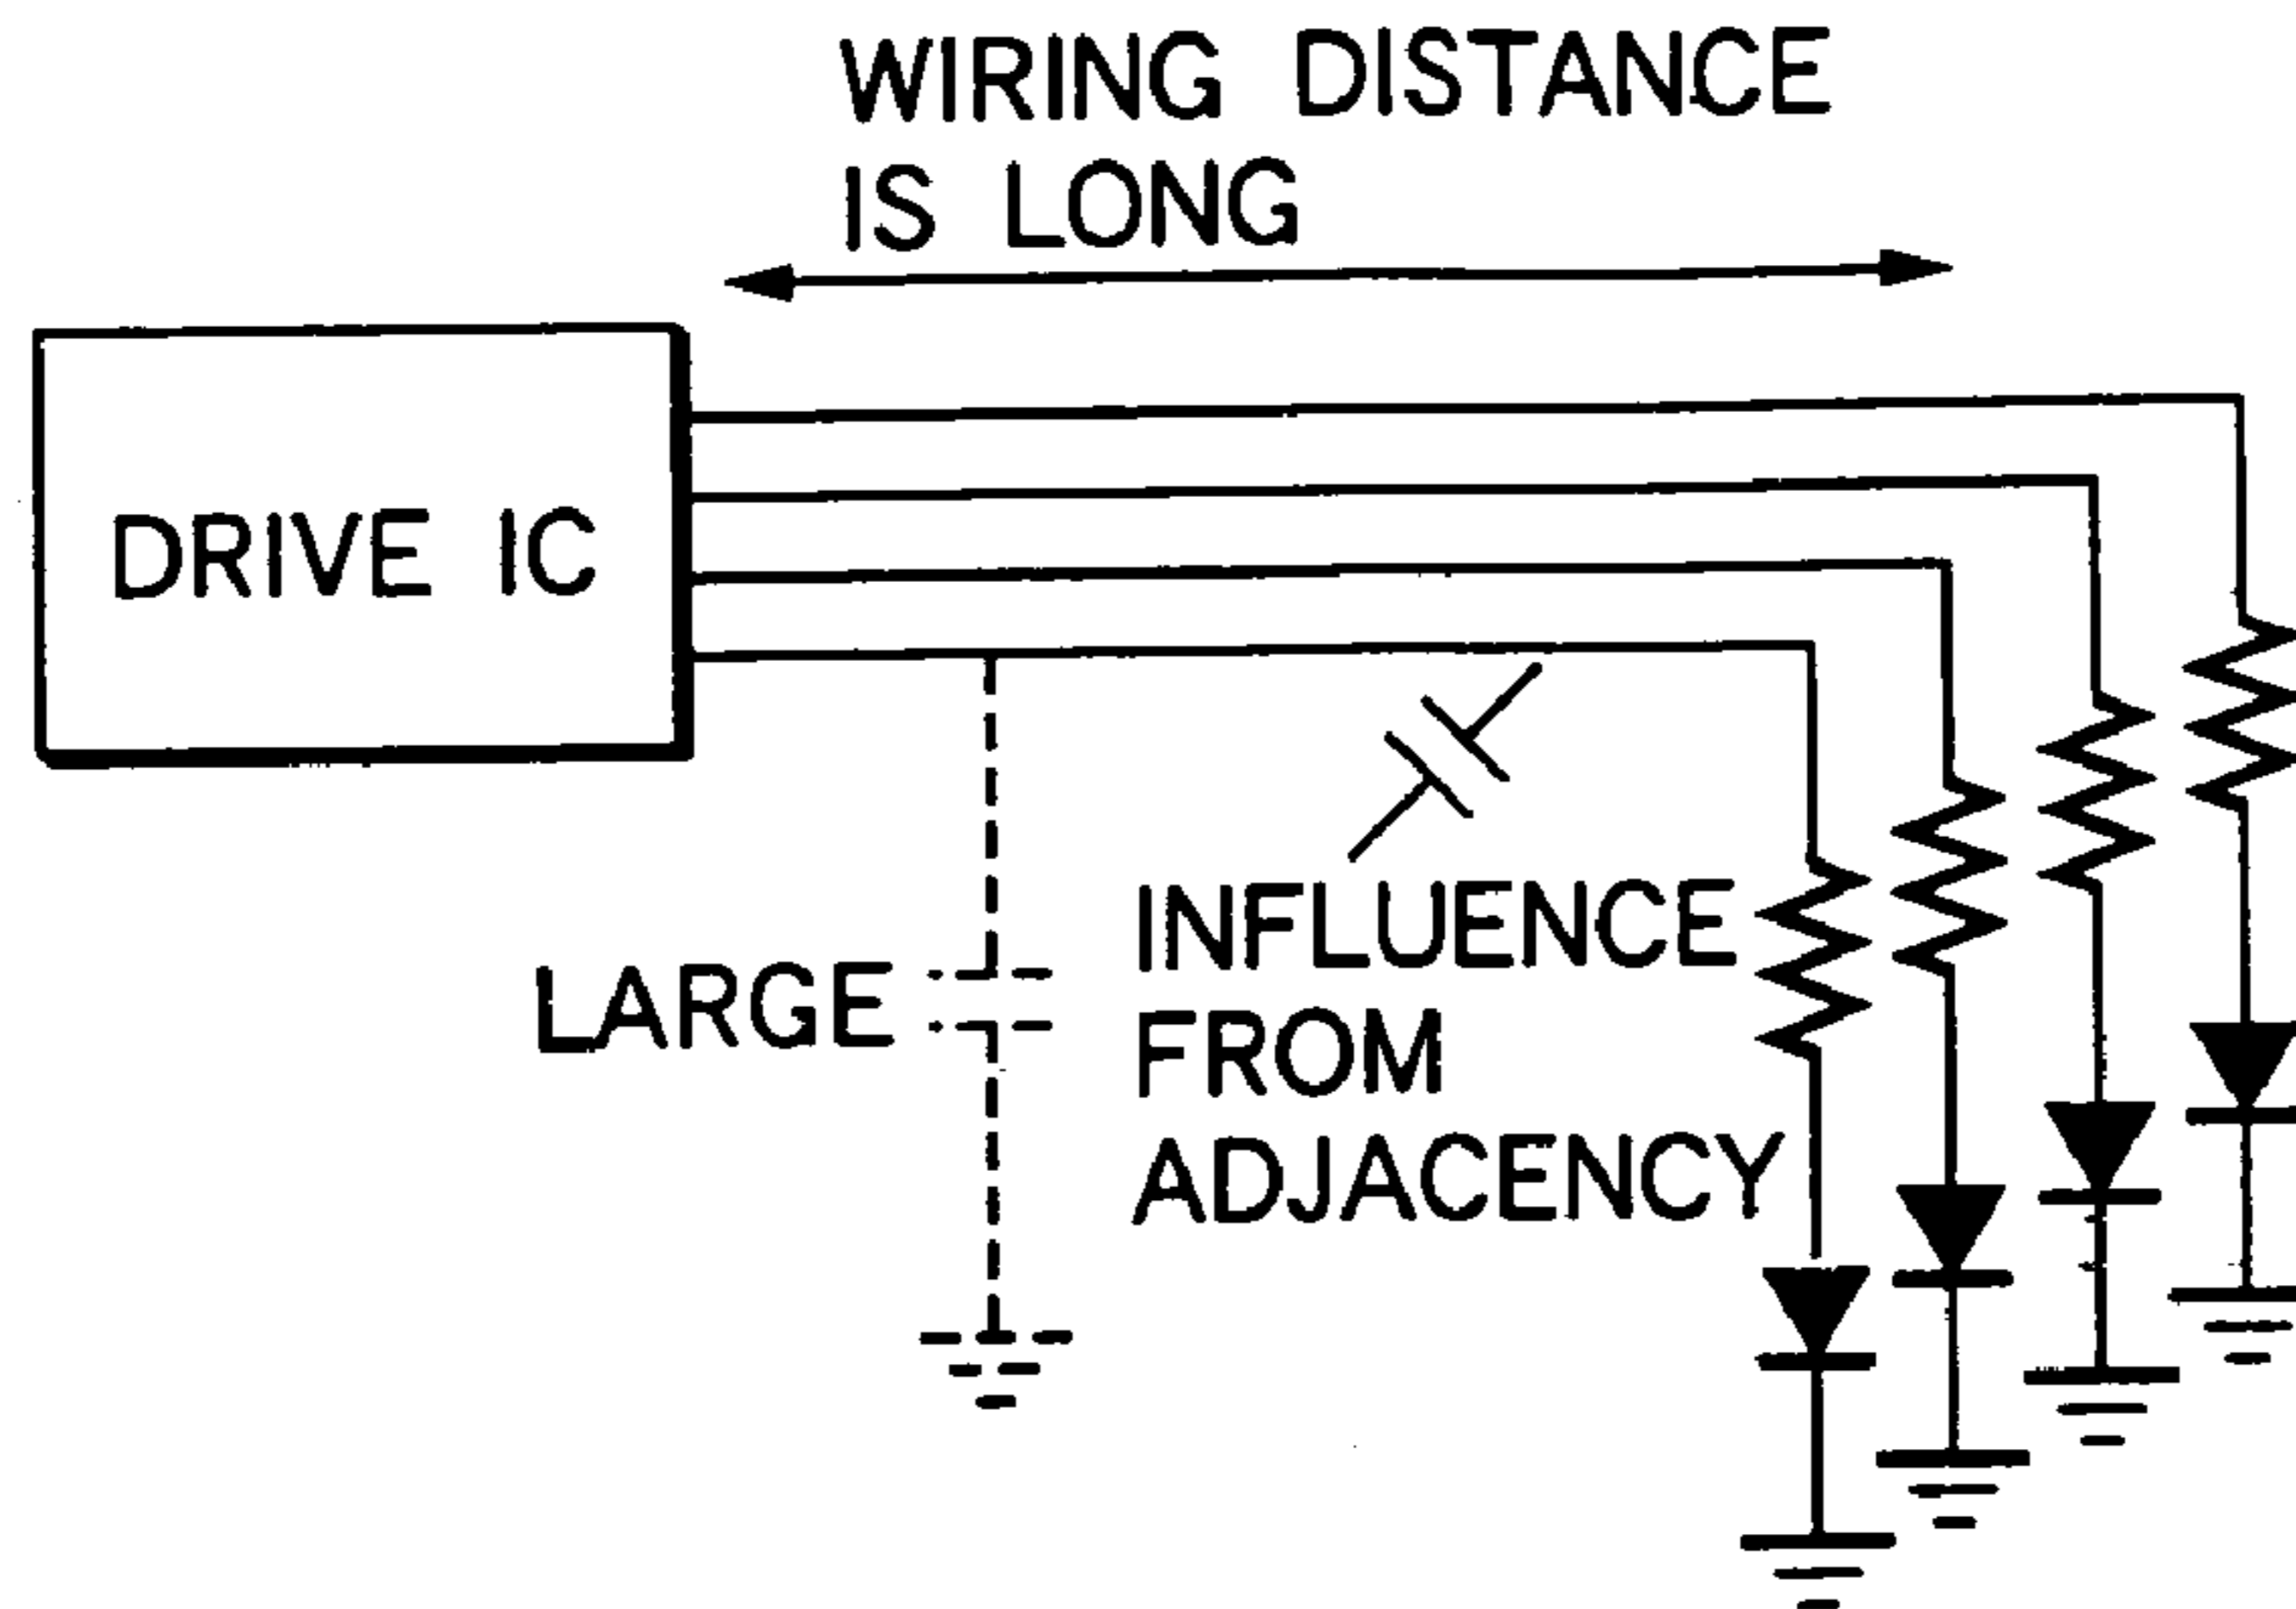 WIRING DISTANCE
IS LONG
DRIVE IC
LARGE
INFLUENCE
FROM
ADJACENCY